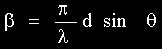 β = π/λ d sin θ